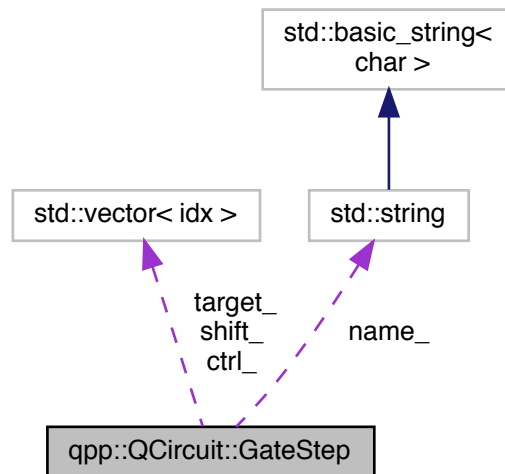 std::basic_string<
char >
std::vector< idx >
std::string
target_
shift_
ctrl_
name_
qpp::QCircuit::GateStep